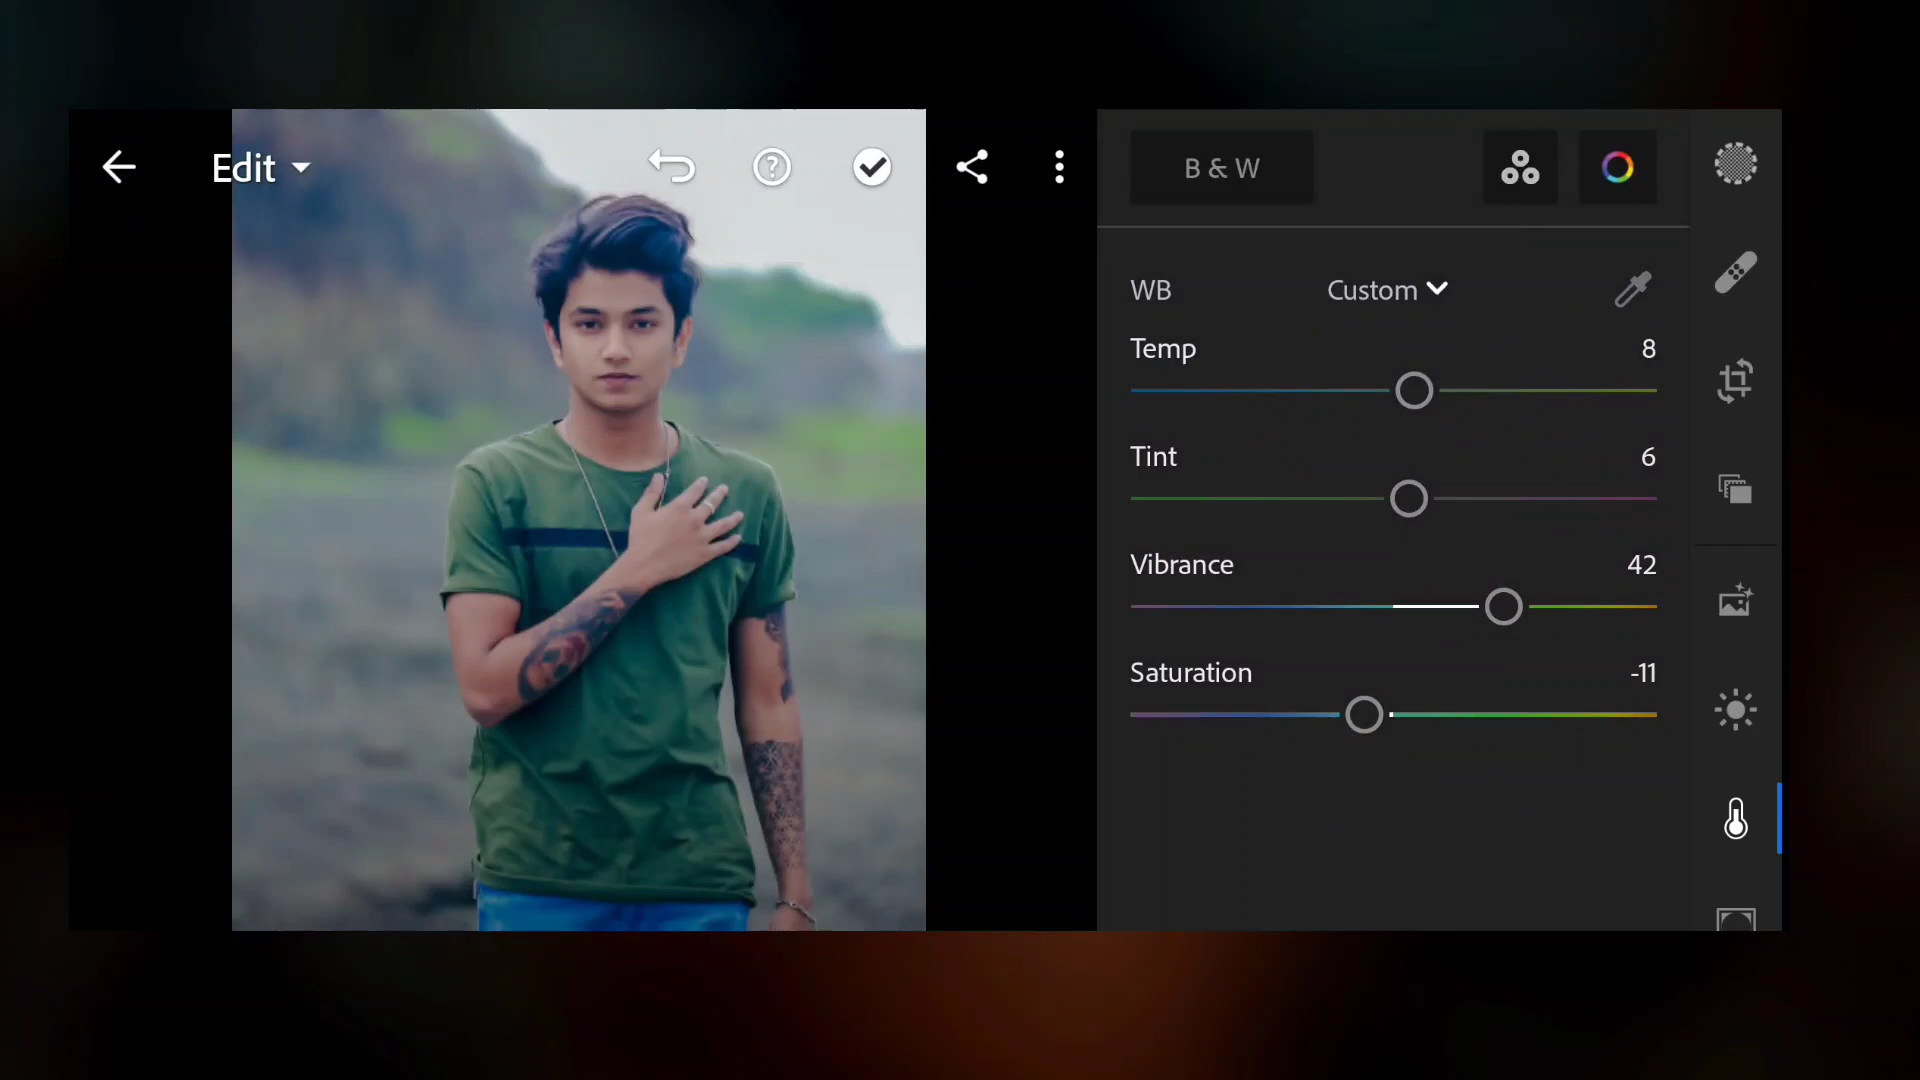 Edit
B & W
WB Custom
Temp 8
Tint 6
Vibrance 42
Saturation -11